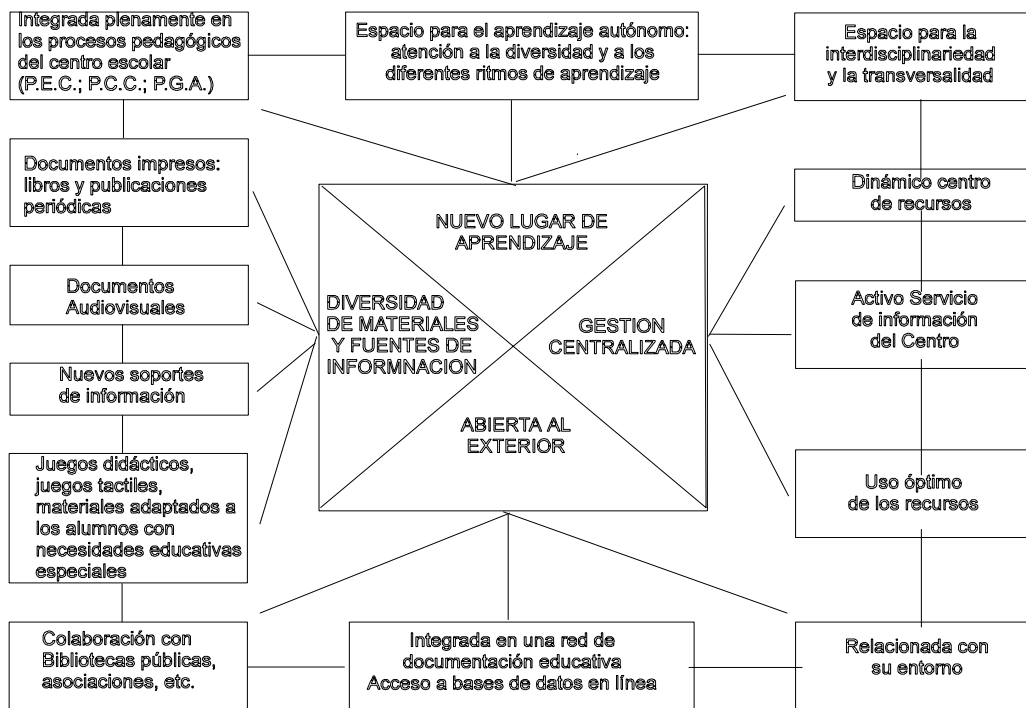 Integrada plenamente en
los procesos pedagógicos
del centro escolar
(P.E.C.; P.C.C.; P.G.A.)
Espacio para el aprendizaje autónomo:
atención a la diversidad y a los
diferentes ritmos de aprendizaje
Espacio para la
interdisciplinariedad
y la transversalidad
Documentos impresos:
libros y publicaciones
periódicas
Dinámico centro
de recursos
NUEVO LUGAR DE
APRENDIZAJE
Documentos
Audiovisuales
DIVERSIDAD
DE MATERIALES
Y FUENTES DE
INFORMNACION
GESTION
CENTRALIZADA
Activo Servicio
de información
del Centro
Nuevos soportes
de información
ABIERTA AL
EXTERIOR
Juegos didácticos,
juegos tactiles,
materiales adaptados a
los alumnos con
necesidades educativas
especiales
Uso óptimo
de los recursos
Colaboración con
Bibliotecas públicas,
asociaciones, etc.
Integrada en una red de
documentación educativa
Acceso a bases de datos en línea
Relacionada con
su entorno